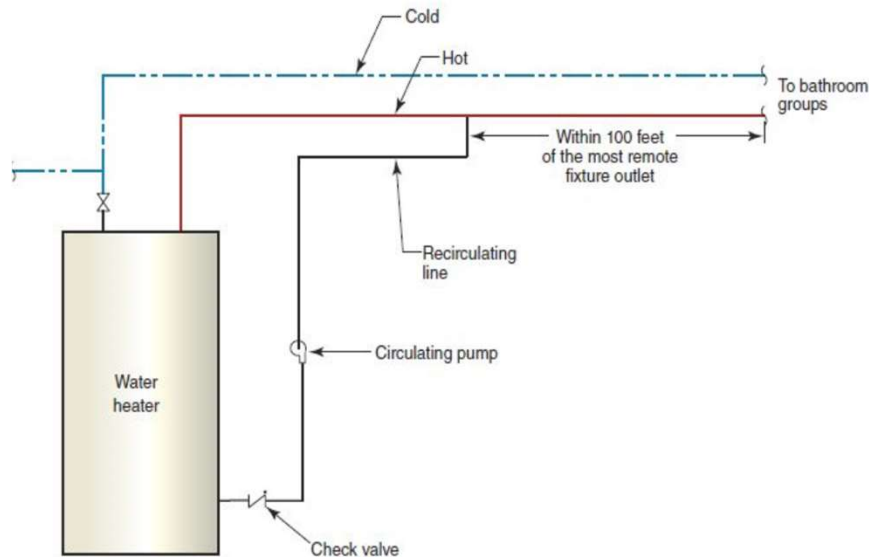 Cold
Hot
To bathroom
groups
Within 100 feet
of the most remote
fixture outlet
Recirculating
line
Circulating pump
Water
heater
Check valve